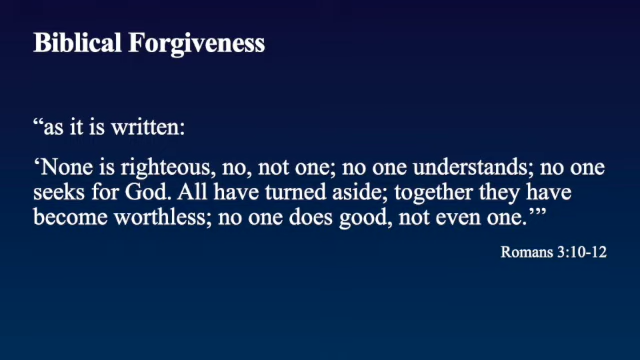 Biblical Forgiveness
“as it is written:
‘None is righteous, no, not one; no one understands; no one
seeks for God. All have turned aside; together they have
become worthless; no one does good, not even one.’”
Romans 3:10-12